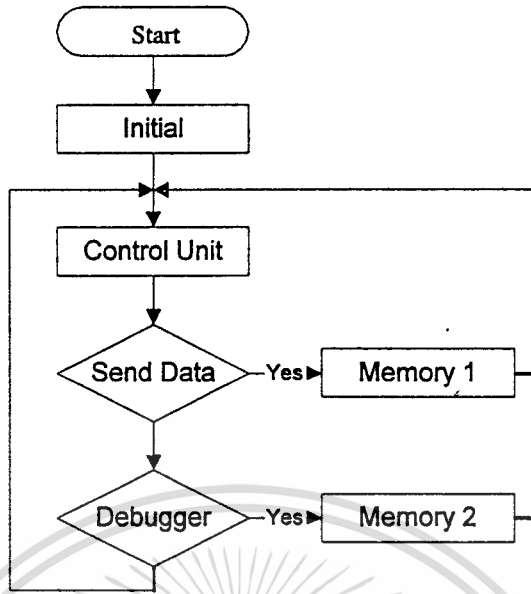 Start
Initial
Control Unit
Send Data
Yes
Memory 1
Debugger
Yes
Memory 2